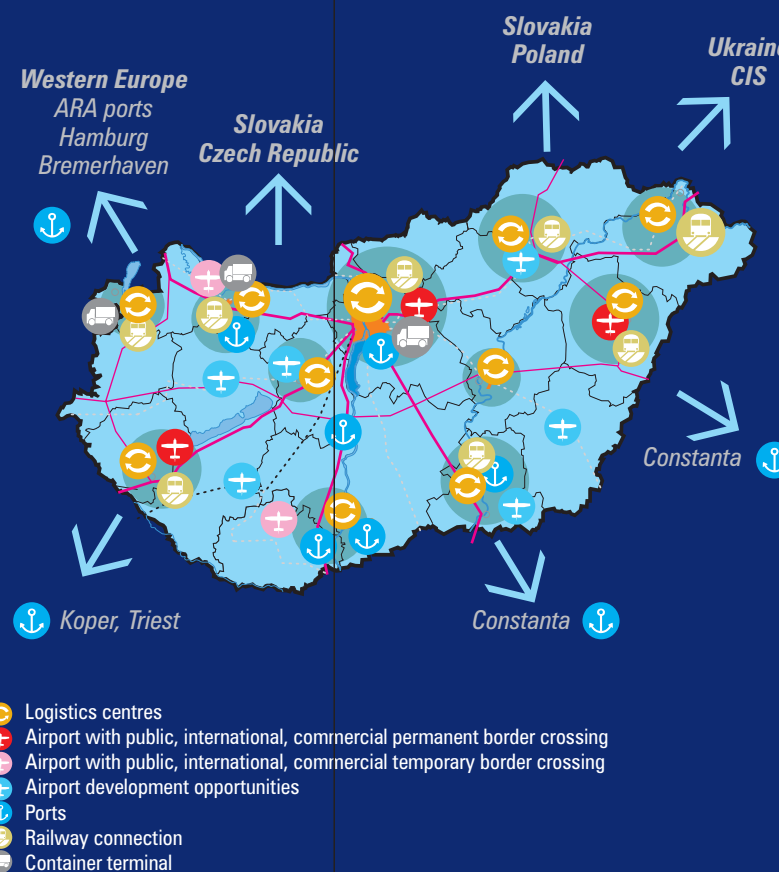 Slovakia
Poland
Ukraine
CIS
Western Europe
ARA ports
Hamburg
Bremerhaven
Slovakia
Czech Republic
Constanta
Koper, Triest
Constanta
Logistics centres
Airport with public, international, commercial permanent border crossing
Airport with public, international, commercial temporary border crossing
Airport development opportunities
Ports
Railway connection
Container terminal